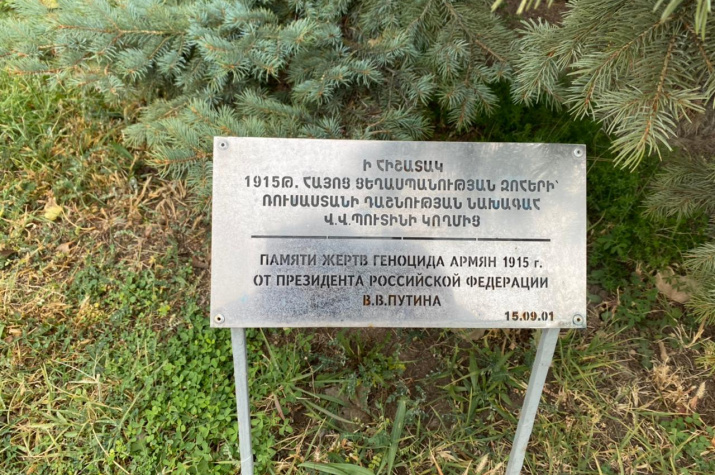 Ի ՀԻՇԱՏԱԿ
1915Թ. ՀԱՅՈՑ ՑԵՂԱՍՊԱՆՈՒԹՅԱՆ ԶՈՀԵՐԻ՝
ՌՈՒՍԱՍՏԱՆԻ ԴԱՇՆՈՒԹՅԱՆ ՆԱԽԱԳԱՀ
Վ.Վ.ՊՈՒՏԻՆԻ ԿՈՂՄԻՑ
ПАМЯТИ ЖЕРТВ ГЕНОЦИДА АРМЯН 1915 г.
ОТ ПРЕЗИДЕНТА РОССИЙСКОЙ ФЕДЕРАЦИИ
В.В.ПУТИНА
15.09.01